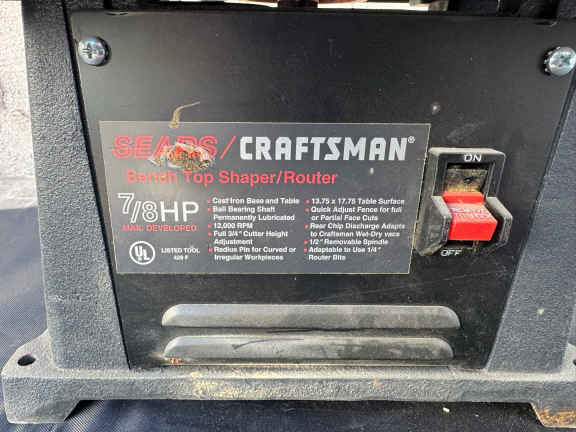 SEARS / CRAFTSMAN®
Bench Top Shaper/Router
7/8HP
MAX. DEVELOPED
UL
LISTED TOOL
• Cast Iron Base and Table
• Ball Bearing Shaft
Permanently Lubricated
• 12,000 RPM
• Full 3/4" Cutter Height
Adjustment
• Radius Pin for Curved or
Irregular Workpieces
• 13.75 x 17.75 Table Surface
• Quick Adjust Fence for full
or Partial Face Cuts
• Rear Chip Discharge Adapts
to Craftsman Wet-Dry vacs
• 1/2" Removable Spindle
• Adaptable to Use 1/4"
Router Bits
ON
OFF